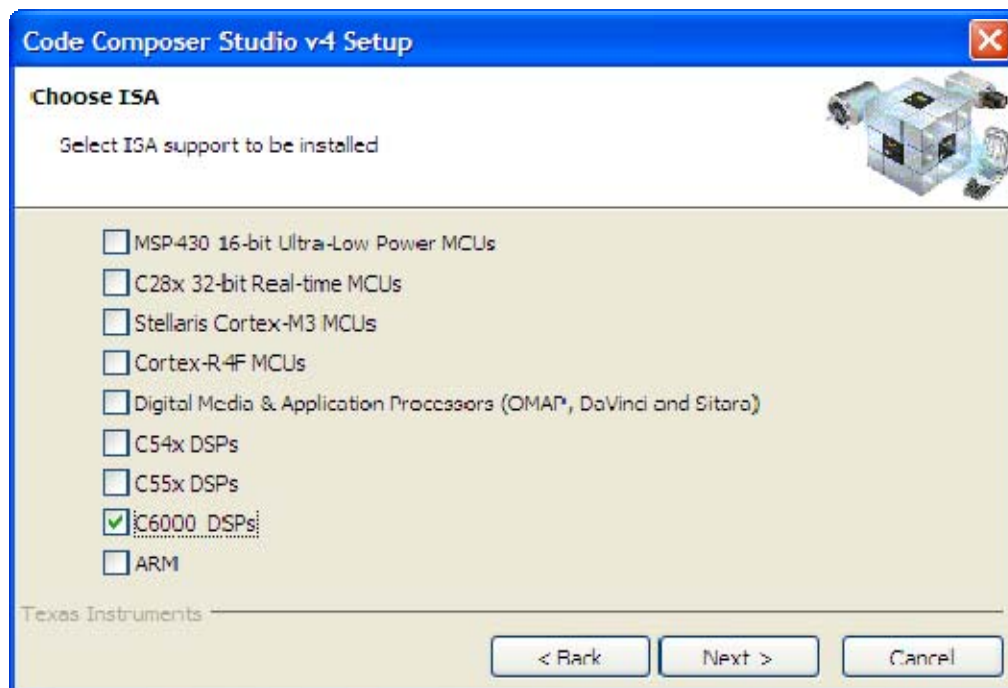 Code Composer Studio v4 Setup
Choose ISA
Select ISA support to be installed
MSP430 16-bit Ultra-Low Power MCUs
C28x 32-bit Real-time MCUs
Stellaris Cortex-M3 MCUs
Cortex-R4F MCUs
Digital Media & Application Processors (OMAP, DaVinci and Sitara)
C54x DSPs
C55x DSPs
C6000 DSPs
ARM
Texas Instruments
< Back
Next >
Cancel